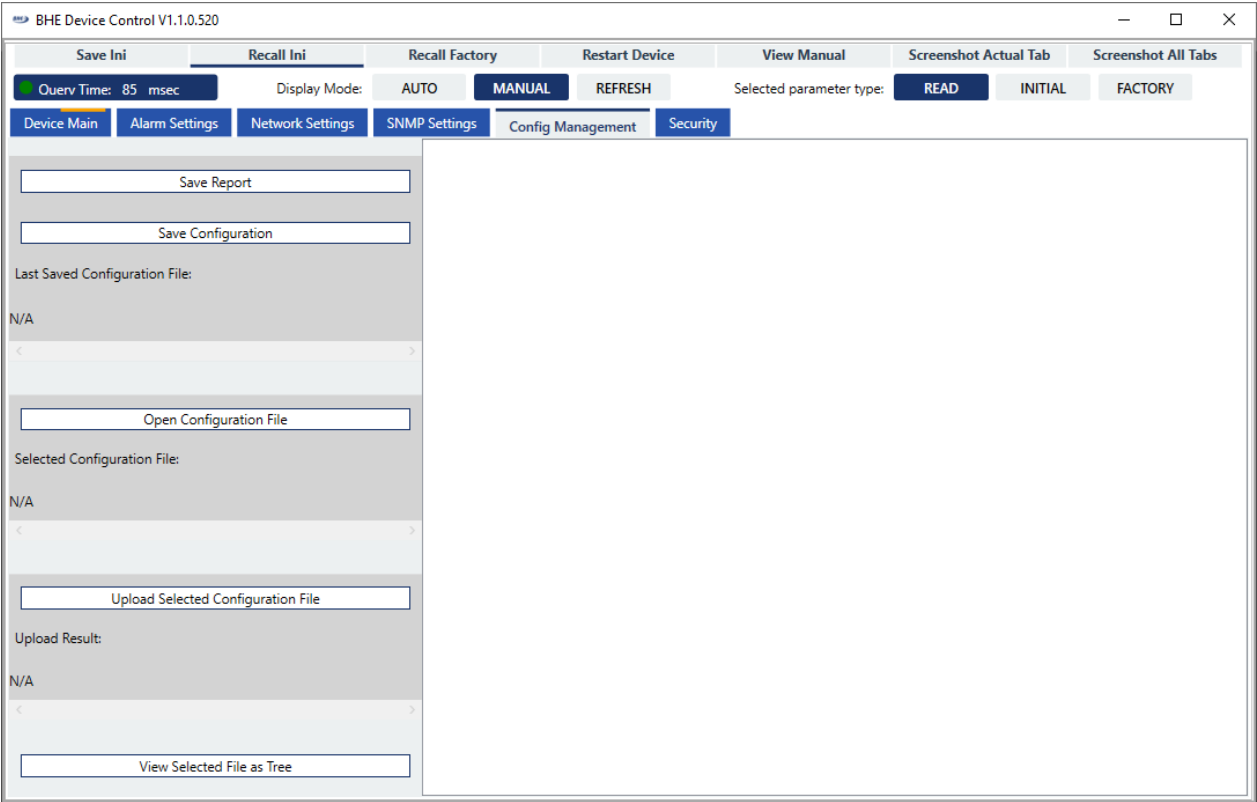 BHE Device Control V1.1.0.520
Save Ini Recall Ini Recall Factory Restart Device View Manual Screenshot Actual Tab Screenshot All Tabs
Query Time: 85 msec Display Mode: AUTO MANUAL REFRESH Selected parameter type: READ INITIAL FACTORY
Device Main Alarm Settings Network Settings SNMP Settings Config Management Security
Save Report
Save Configuration
Last Saved Configuration File:
N/A
Open Configuration File
Selected Configuration File:
N/A
Upload Selected Configuration File
Upload Result:
N/A
View Selected File as Tree